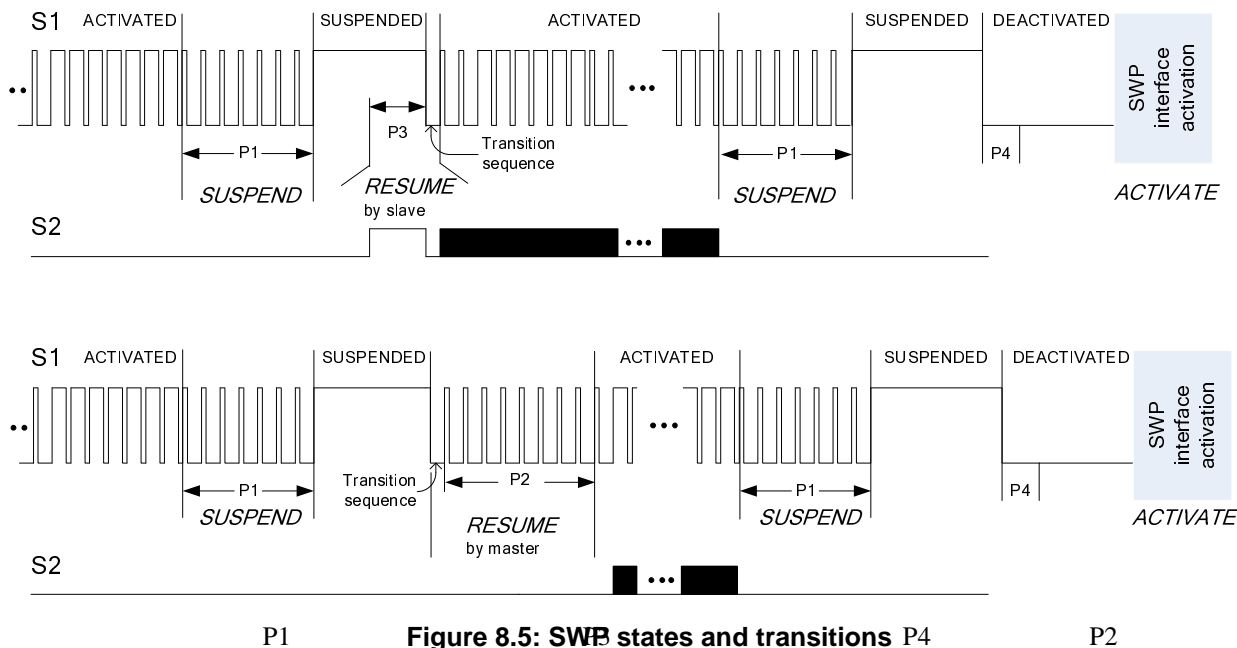 S1 ACTIVATED SUSPENDED ACTIVATED SUSPENDED DEACTIVATED
SWP
interface
activation
P3
Transition
sequence
P1 P1 P4
SUSPEND RESUME SUSPEND ACTIVATE
by slave
S2
S1 ACTIVATED SUSPENDED ACTIVATED SUSPENDED DEACTIVATED
SWP
interface
activation
Transition
sequence
P1 P2 P1 P4
SUSPEND RESUME SUSPEND ACTIVATE
by master
S2
P1 Figure 8.5: SWP states and transitions P3 P4 P2